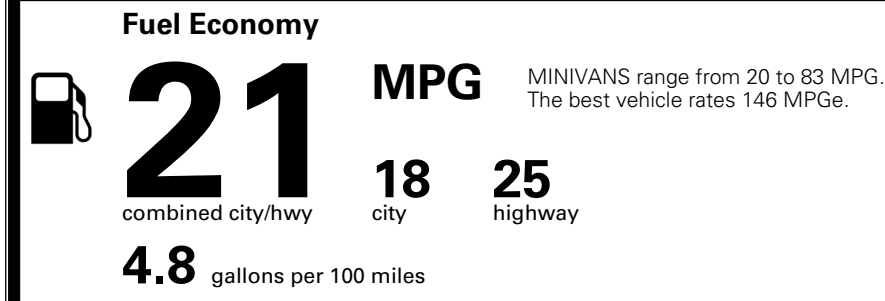 Fuel Economy
21 MPG
MINIVANS range from 20 to 83 MPG.
The best vehicle rates 146 MPGe.
18 25
combined city/hwy city highway
4.8 gallons per 100 miles